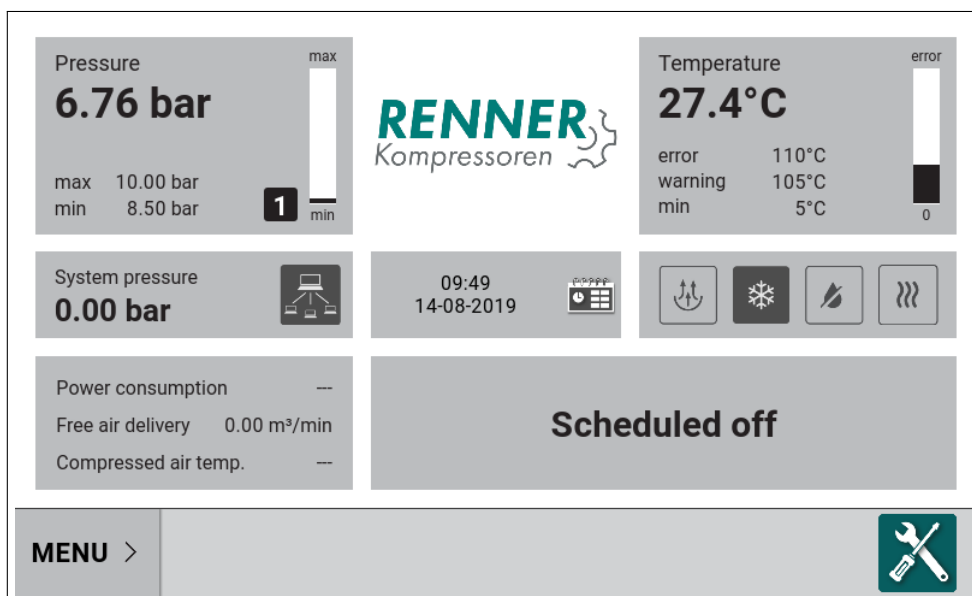 Pressure
6.76 bar
max 10.00 bar
min 8.50 bar
1
max
min
RENNER
Kompressoren
Temperature
27.4°C
error 110°C
warning 105°C
min 5°C
error
0
System pressure
0.00 bar
09:49
14-08-2019
Power consumption ---
Free air delivery 0.00 m³/min
Compressed air temp. ---
Scheduled off
MENU >